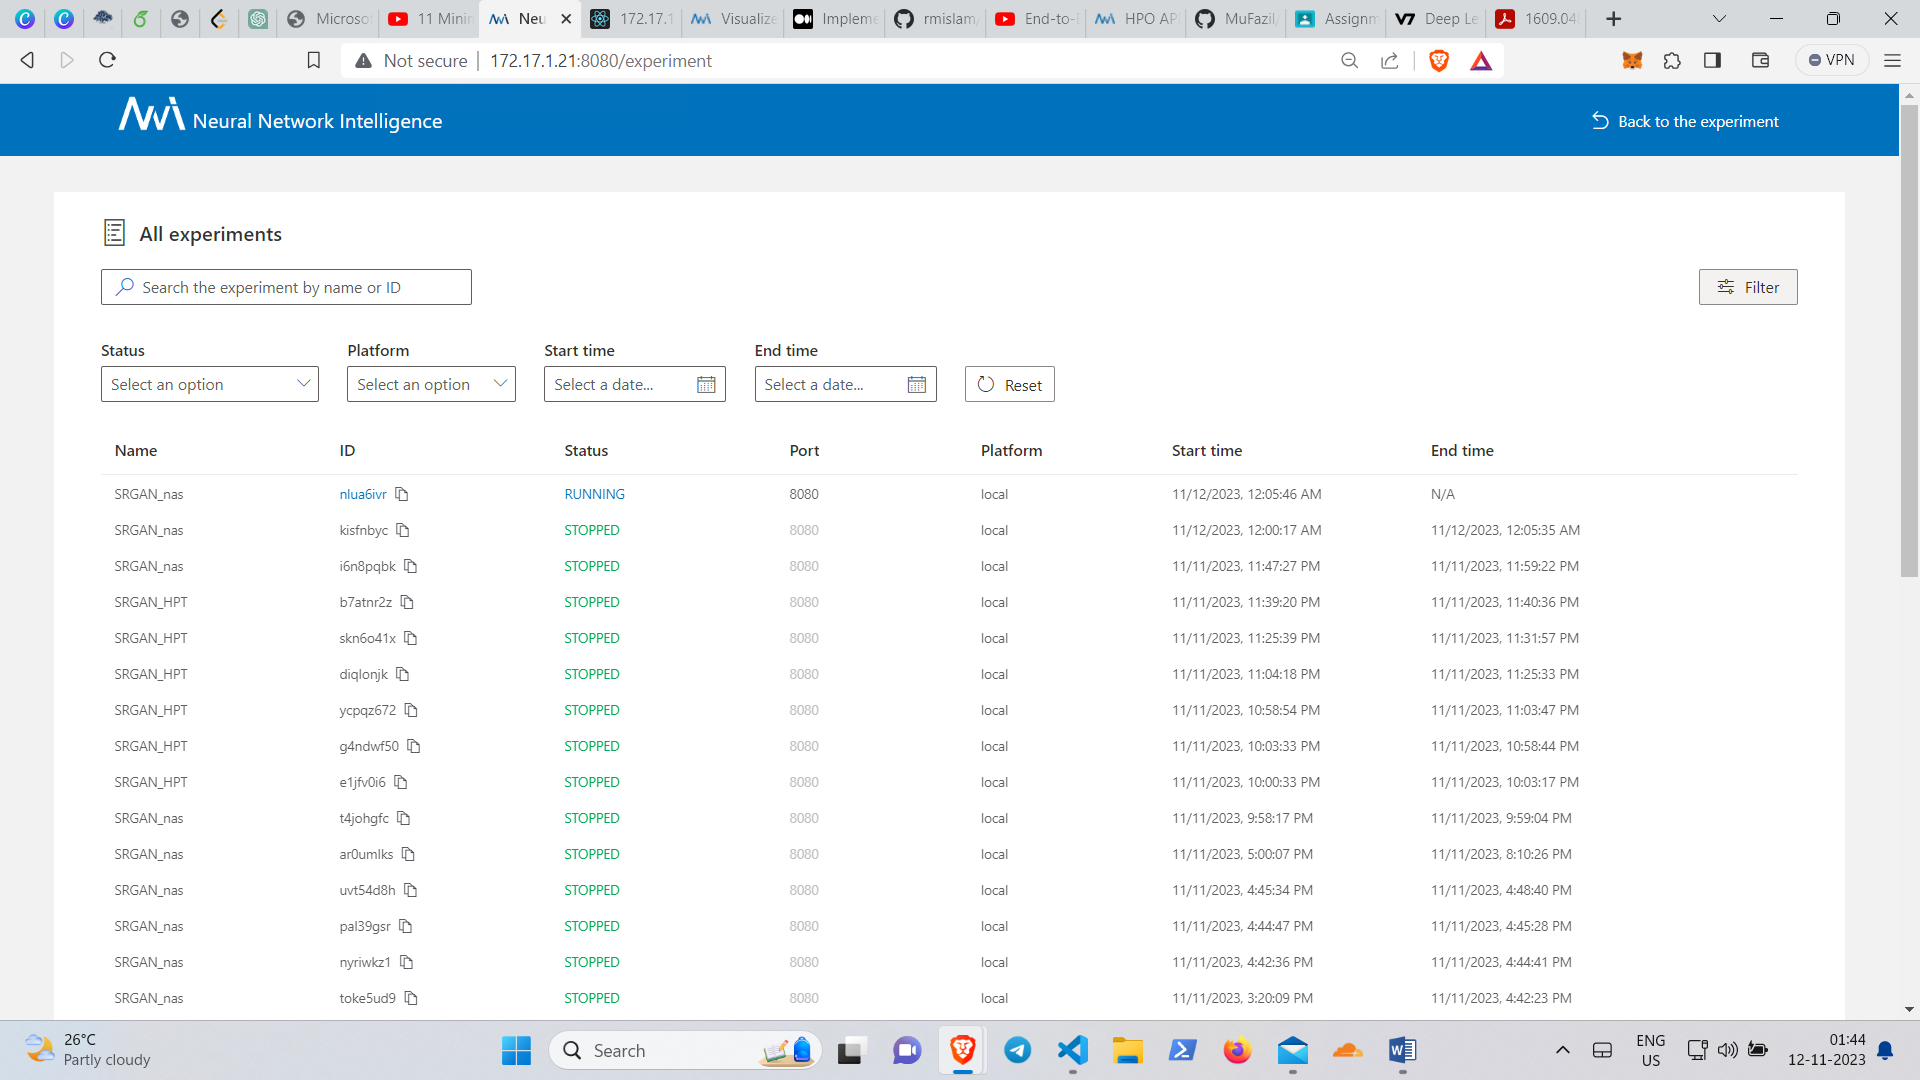 Microso
11 Minin
Neu
172.17.1
Visualize
Impleme
rmislam
End-to-E
HPO AP
MuFazil
Assignm
Deep Le
1609.04
Not secure
172.17.1.21:8080/experiment
VPN
Neural Network Intelligence
Back to the experiment
All experiments
Search the experiment by name or ID
Filter
Status Platform Start time End time
Select an option Select an option Select a date... Select a date... Reset
Name ID Status Port Platform Start time End time
SRGAN_nas nlua6ivr RUNNING 8080 local 11/12/2023, 12:05:46 AM N/A
SRGAN_nas kisfnbyc STOPPED 8080 local 11/12/2023, 12:00:17 AM 11/12/2023, 12:05:35 AM
SRGAN_nas i6n8pqbk STOPPED 8080 local 11/11/2023, 11:47:27 PM 11/11/2023, 11:59:22 PM
SRGAN_HPT b7atnr2z STOPPED 8080 local 11/11/2023, 11:39:20 PM 11/11/2023, 11:40:36 PM
SRGAN_HPT skn6o41x STOPPED 8080 local 11/11/2023, 11:25:39 PM 11/11/2023, 11:31:57 PM
SRGAN_HPT diqlonjk STOPPED 8080 local 11/11/2023, 11:04:18 PM 11/11/2023, 11:25:33 PM
SRGAN_HPT ycpqz672 STOPPED 8080 local 11/11/2023, 10:58:54 PM 11/11/2023, 11:03:47 PM
SRGAN_HPT g4ndwf50 STOPPED 8080 local 11/11/2023, 10:03:33 PM 11/11/2023, 10:58:44 PM
SRGAN_HPT e1jfv0i6 STOPPED 8080 local 11/11/2023, 10:00:33 PM 11/11/2023, 10:03:17 PM
SRGAN_nas t4johgfc STOPPED 8080 local 11/11/2023, 9:58:17 PM 11/11/2023, 9:59:04 PM
SRGAN_nas ar0umlks STOPPED 8080 local 11/11/2023, 5:00:07 PM 11/11/2023, 8:10:26 PM
SRGAN_nas uvt54d8h STOPPED 8080 local 11/11/2023, 4:45:34 PM 11/11/2023, 4:48:40 PM
SRGAN_nas pal39gsr STOPPED 8080 local 11/11/2023, 4:44:47 PM 11/11/2023, 4:45:28 PM
SRGAN_nas nyriwkz1 STOPPED 8080 local 11/11/2023, 4:42:36 PM 11/11/2023, 4:44:41 PM
SRGAN_nas toke5ud9 STOPPED 8080 local 11/11/2023, 3:20:09 PM 11/11/2023, 4:42:23 PM
26°C
Partly cloudy
Search
ENG
US
01:44
12-11-2023